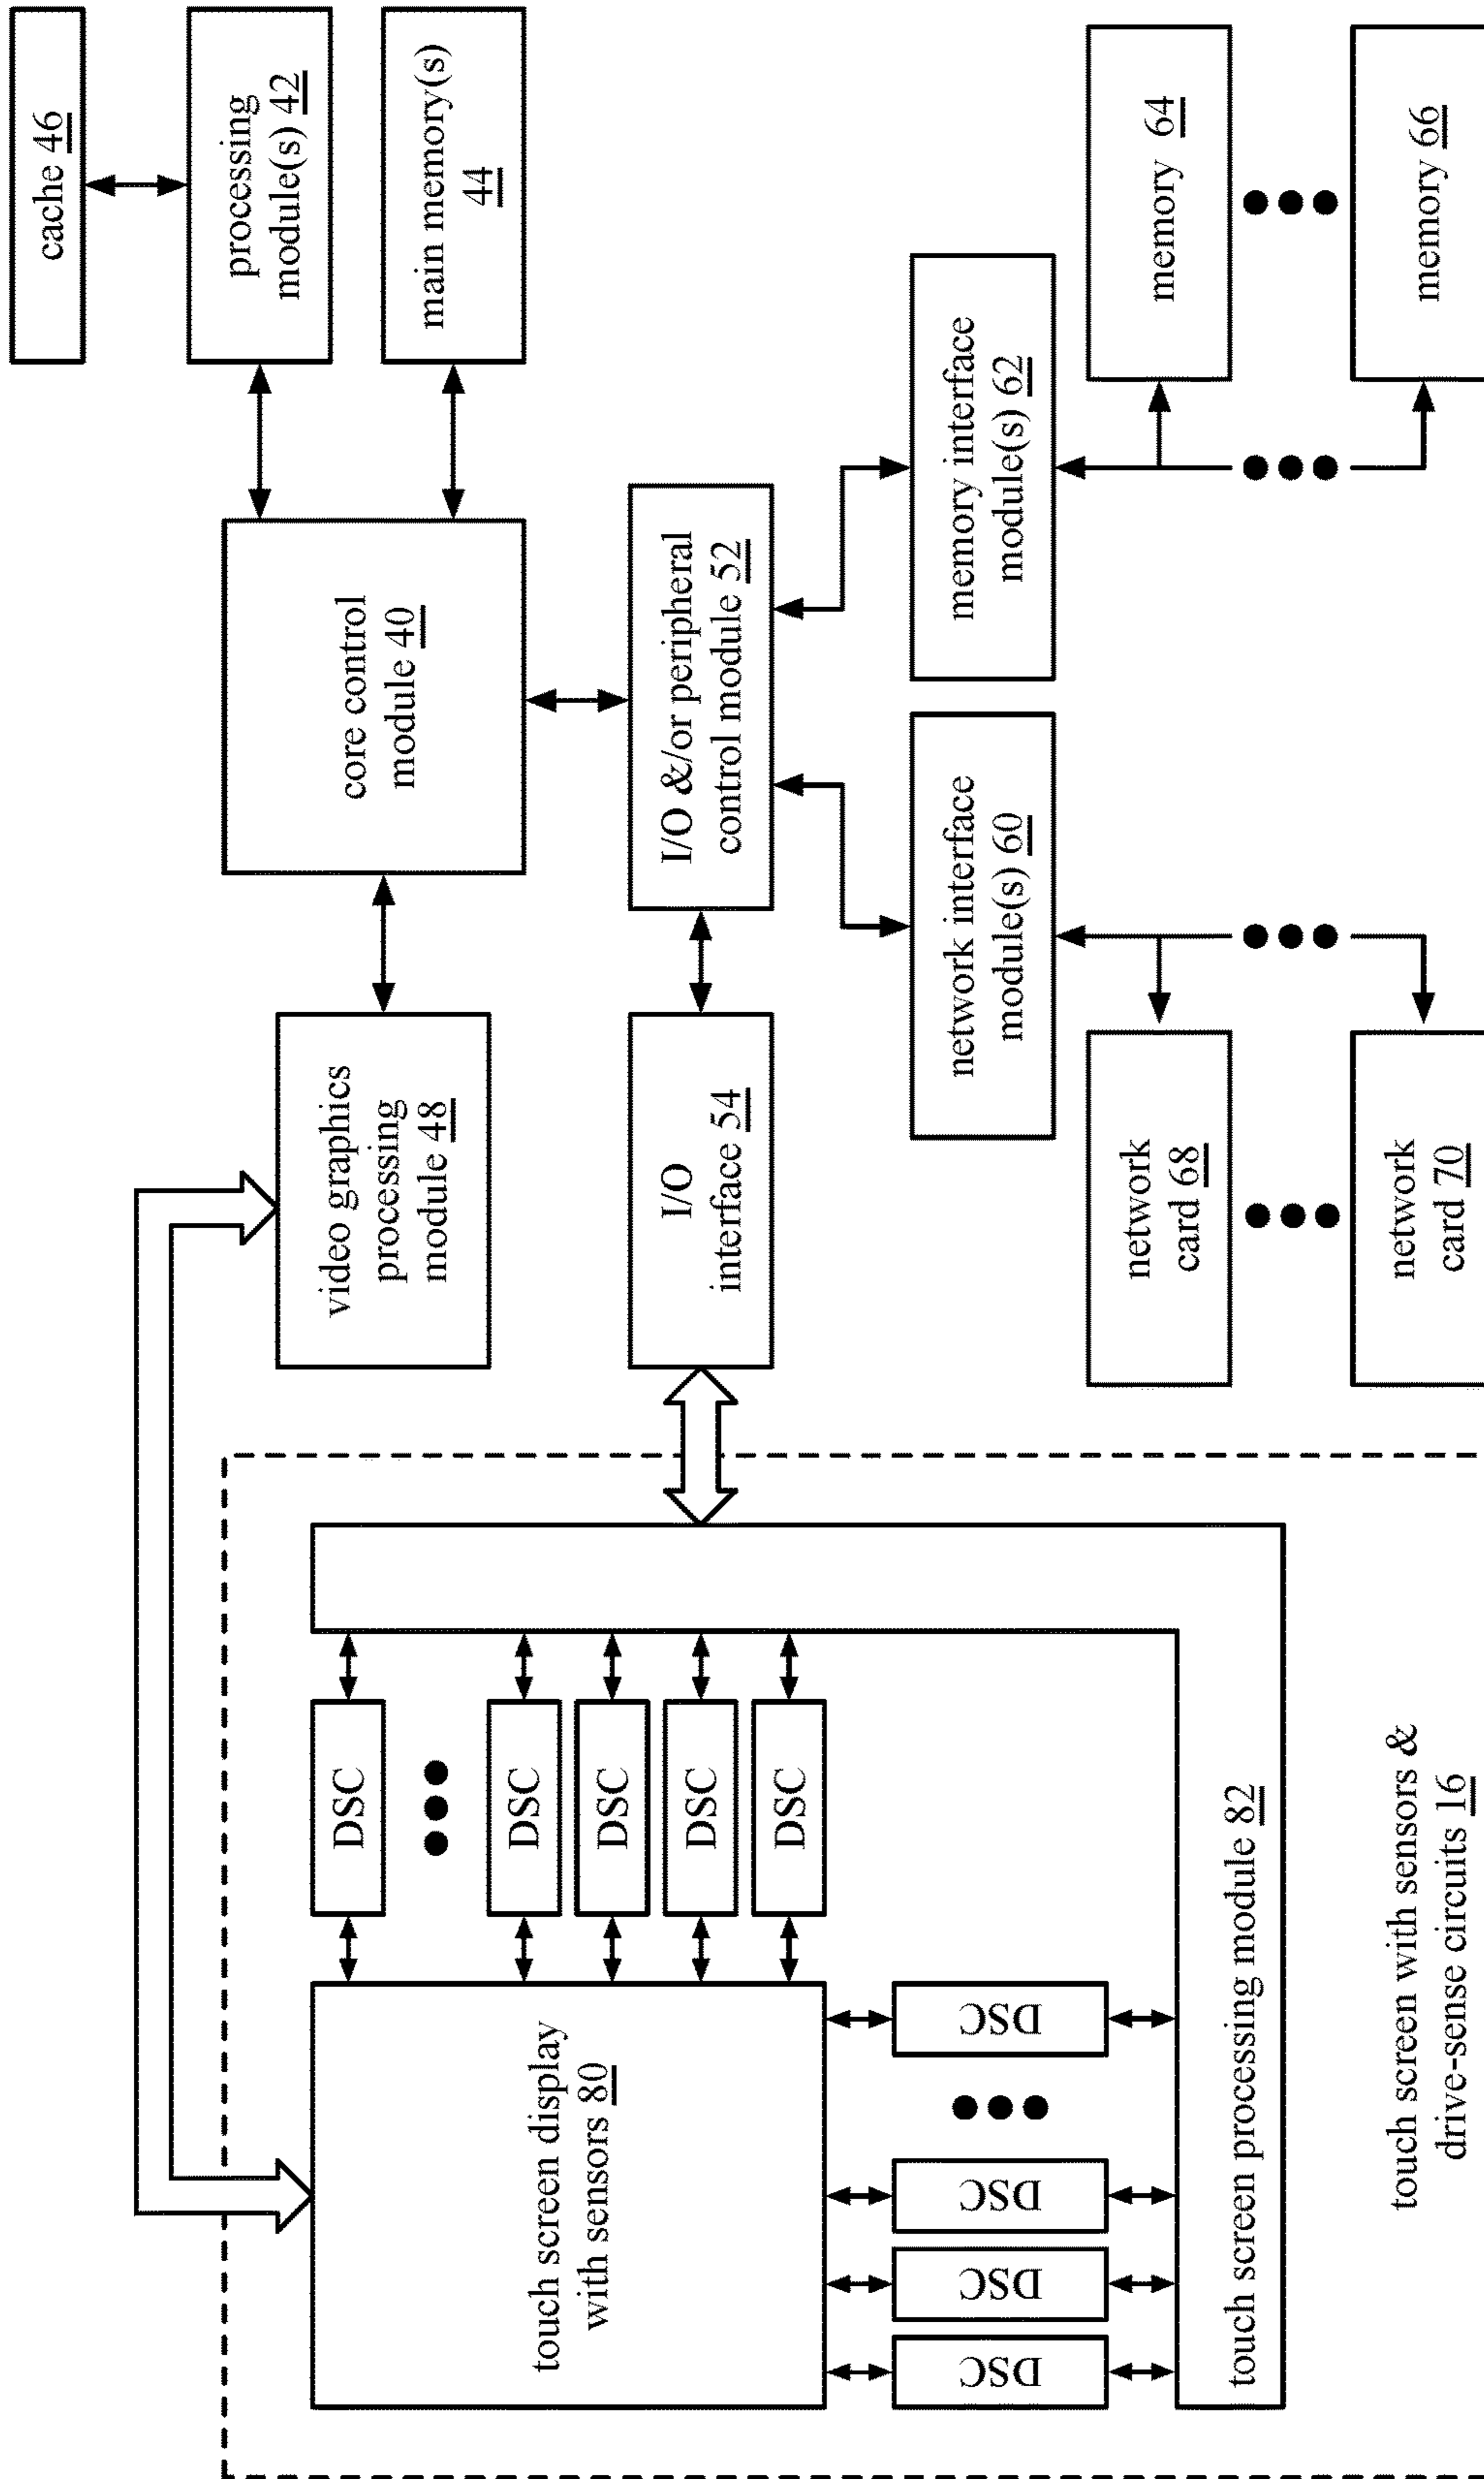 cache 46
processing
module(s) 42
main memory(s)
44
core control
module 40
video graphics
processing
module 48
I/O &/or peripheral
control module 52
I/O
interface 54
memory interface
module(s) 62
network interface
module(s) 60
memory 64
memory 66
network
card 68
network
card 70
touch screen display
with sensors 80
DSC
DSC
DSC
DSC
DSC
DSC
DSC
DSC
DSC
touch screen processing module 82
touch screen with sensors &
drive-sense circuits 16